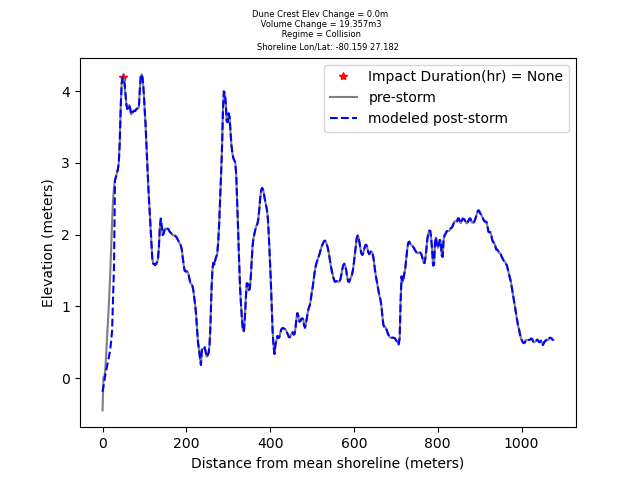 Dune Crest Elev Change = 0.0m
Volume Change = 19.357m3
Regime = Collision
Shoreline Lon/Lat: -80.159 27.182
Impact Duration(hr) = None
pre-storm
modeled post-storm
Elevation (meters)
4
3
2
1
0
0 200 400 600 800 1000
Distance from mean shoreline (meters)